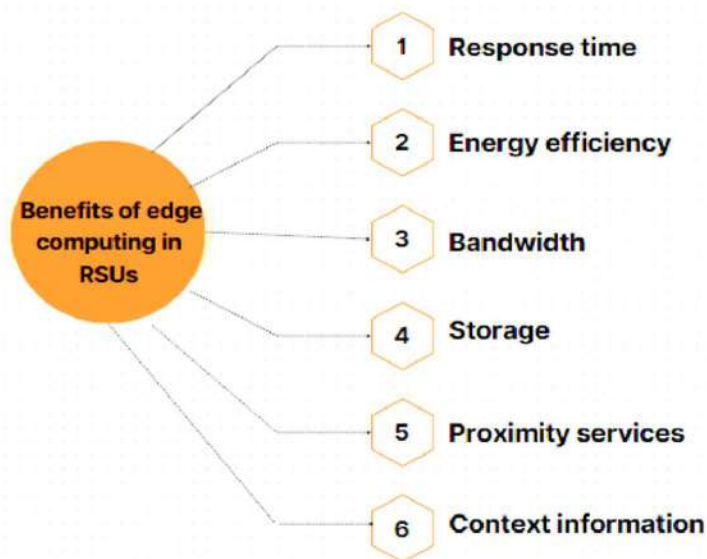 Benefits of edge
computing in
RSUs
1 Response time
2 Energy efficiency
3 Bandwidth
4 Storage
5 Proximity services
6 Context information